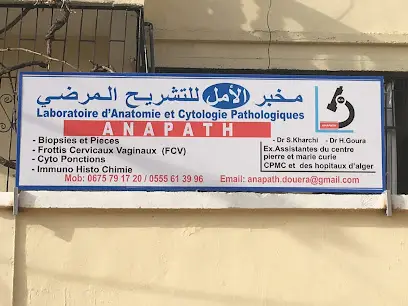 مخبر الأمل للتشريح المرضي
Laboratoire d'Anatomie et Cytologie Pathologiques
ANAPATH
- Biopsies et Pieces
- Frottis Cervicaux Vaginaux (FCV)
- Cyto Ponctions
- Immuno Histo Chimie
- Dr S.Kharchi - Dr H.Goura
Ex.Assistantes du centre
pierre et marie curie
CPMC et des hopitaux d'alger
Mob: 0675 79 17 20 / 0555 61 39 96 Email: anapath.douera@gmail.com